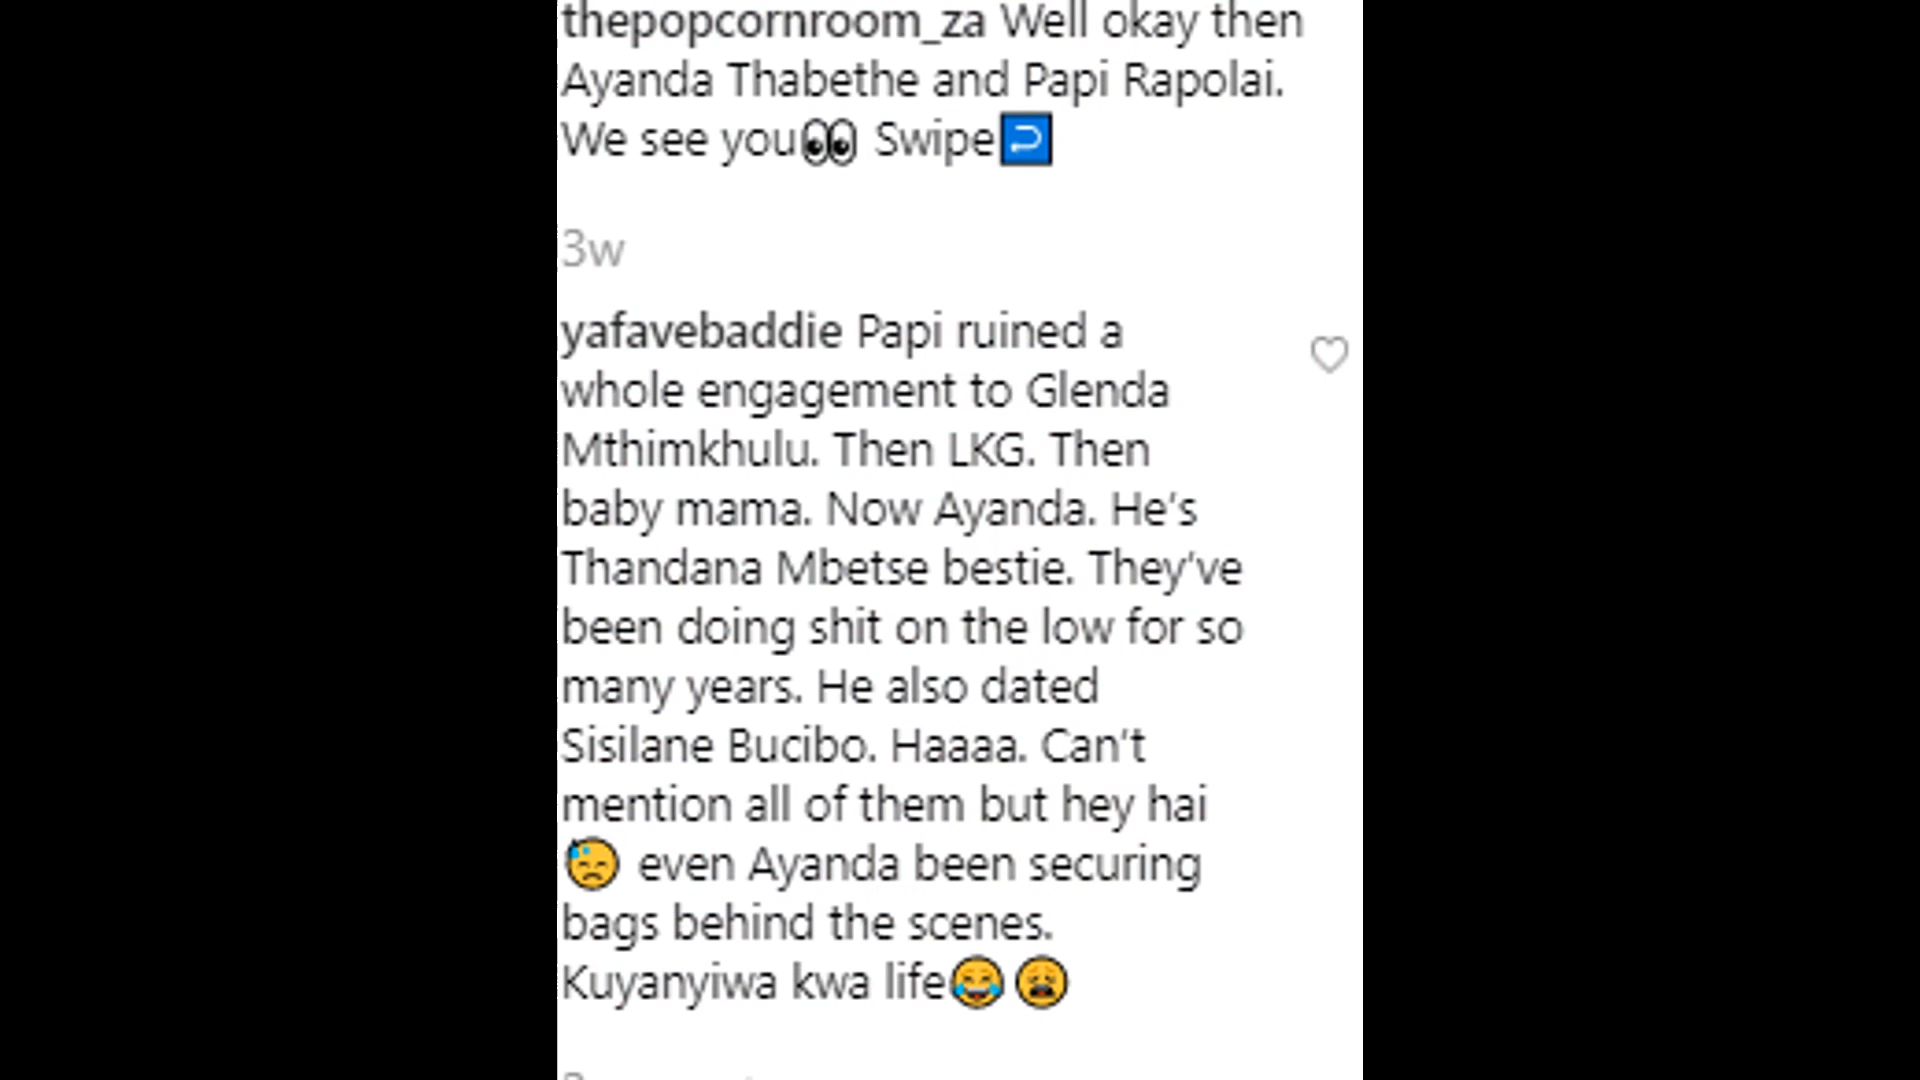 thepopcornroom_za Well okay then
Ayanda Thabethe and Papi Rapolai.
We see you👀 Swipe
3w
yafavebaddie Papi ruined a
whole engagement to Glenda
Mthimkhulu. Then LKG. Then
baby mama. Now Ayanda. He's
Thandana Mbetse bestie. They've
been doing shit on the low for so
many years. He also dated
Sisilane Bucibo. Haaaa. Can't
mention all of them but hey hai
😓 even Ayanda been securing
bags behind the scenes.
Kuyanyiwa kwa life😂😩